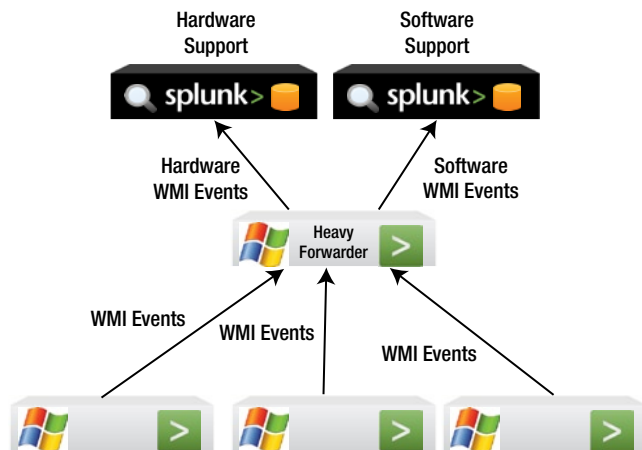 Hardware
Support
Software
Support
splunk>
splunk>
Hardware
WMI Events
Software
WMI Events
Heavy
Forwarder
>
WMI Events
WMI Events
WMI Events
>
>
>